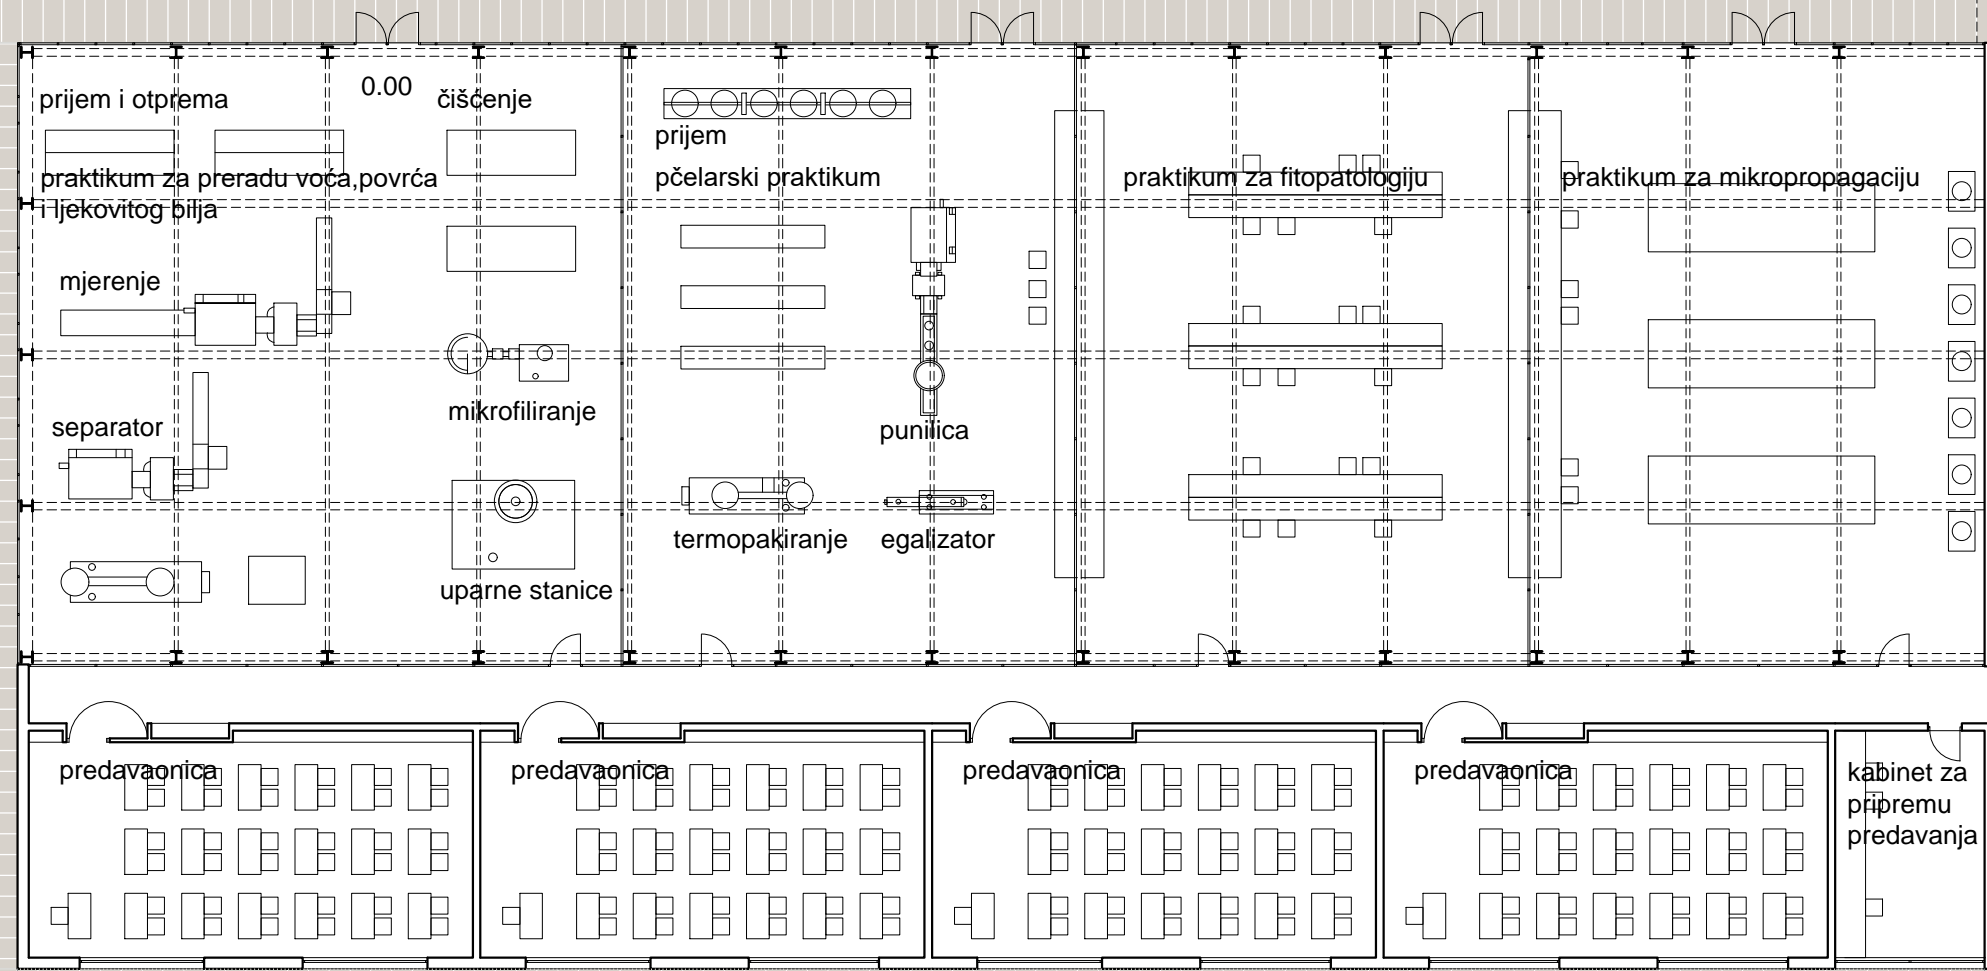 0.00
prijem i otprema
čišćenje
praktikum za preradu voća,povrća
i ljekovitog bilja
mjerenje
mikrofiliranje
separator
uparne stanice
prijem
pčelarski praktikum
punilica
termopakiranje
egalizator
praktikum za fitopatologiju
praktikum za mikropropagaciju
predavaonica
predavaonica
predavaonica
predavaonica
kabinet za
pripremu
predavanja